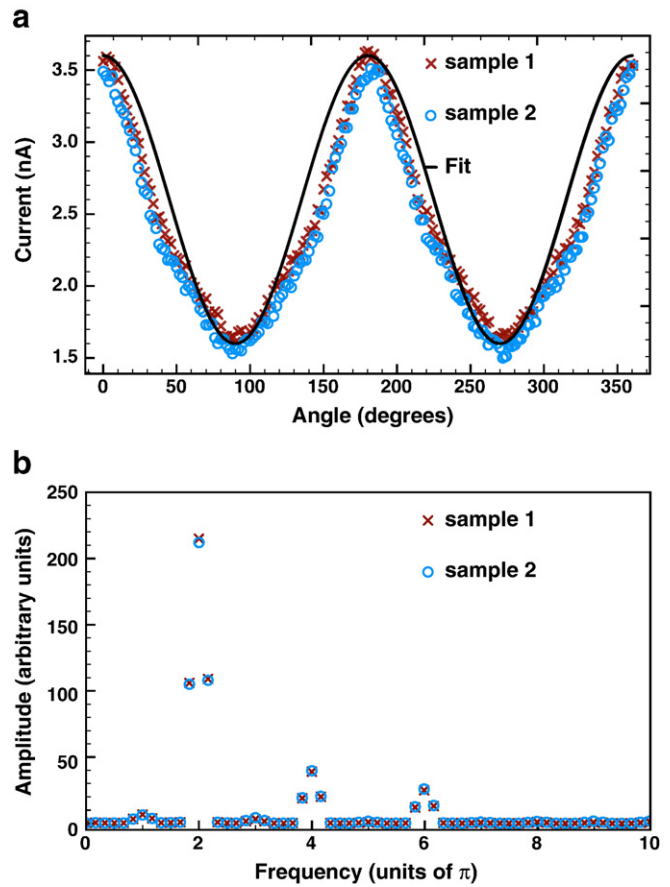 a
3.5
3.0
2.5
2.0
1.5
Current (nA)
sample 1
sample 2
Fit
0 50 100 150 200 250 300 350
Angle (degrees)
b
250
200
150
100
50
0
Amplitude (arbitrary units)
sample 1
sample 2
0 2 4 6 8 10
Frequency (units of π)